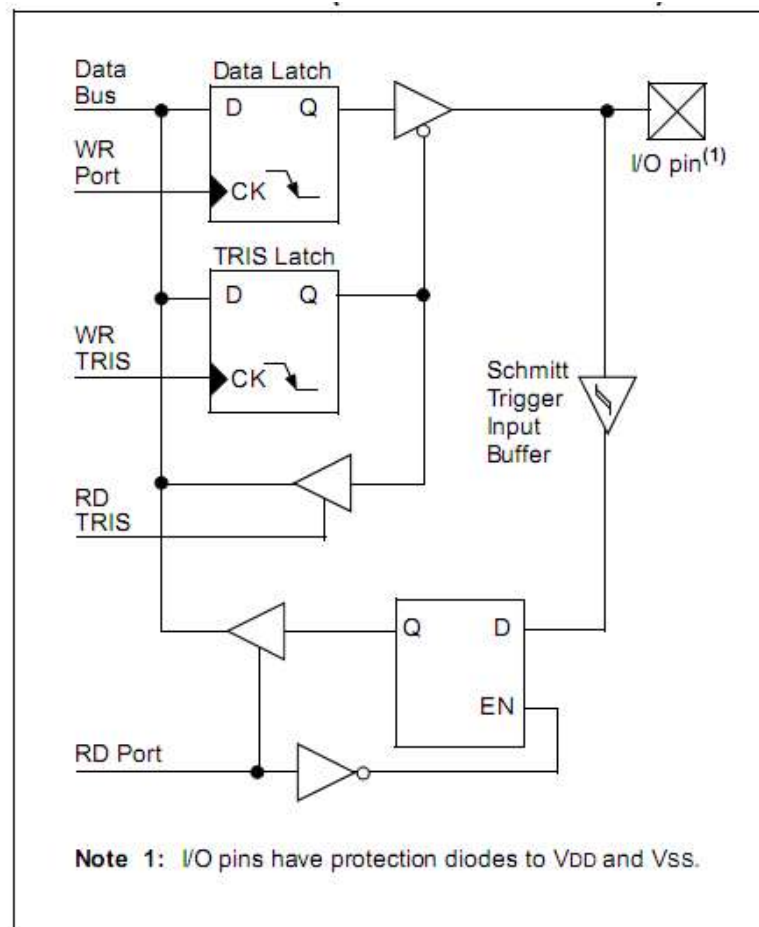 Data
Bus
Data Latch
D Q
WR
Port
CK
I/O pin(1)
TRIS Latch
D Q
WR
TRIS
CK
Schmitt
Trigger
Input
Buffer
RD
TRIS
Q D
EN
RD Port
Note 1: I/O pins have protection diodes to VDD and VSS.